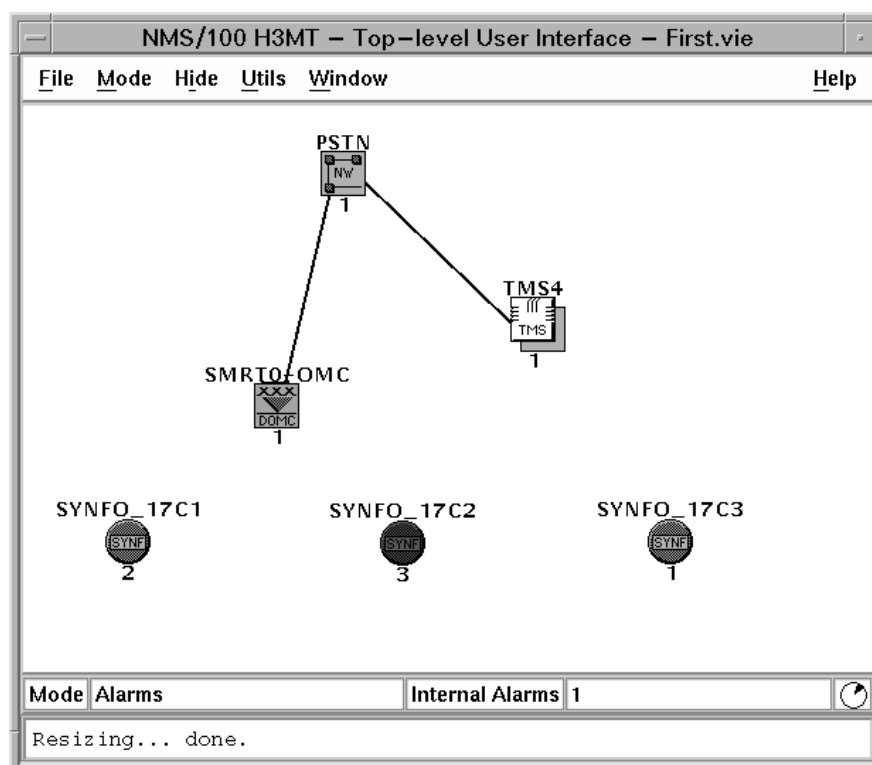 NMS/100 H3MT – Top–level User Interface – First.vie
File Mode Hide Utils Window Help
PSTN
NW
1
TMS4
TMS
1
SMRT0-OMC
XXX
DOMC
1
SYNFO_17C1 SYNFO_17C2 SYNFO_17C3
SYNF SYNF SYNF
2 3 1
Mode Alarms Internal Alarms 1
Resizing... done.